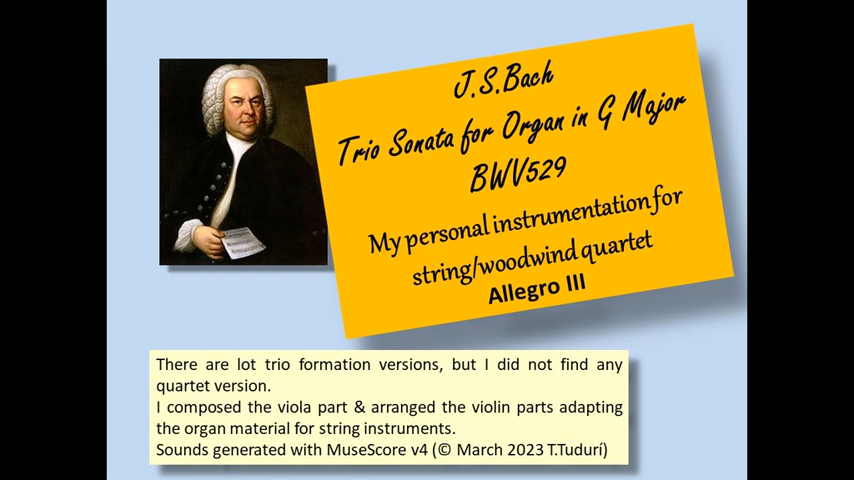 J.S.Bach
Trio Sonata for Organ in G Major
BWV529
My personal instrumentation for
string/woodwind quartet
Allegro III
There are lot trio formation versions, but I did not find any
quartet version.
I composed the viola part & arranged the violin parts adapting
the organ material for string instruments.
Sounds generated with MuseScore v4 (© March 2023 T.Tudurí)